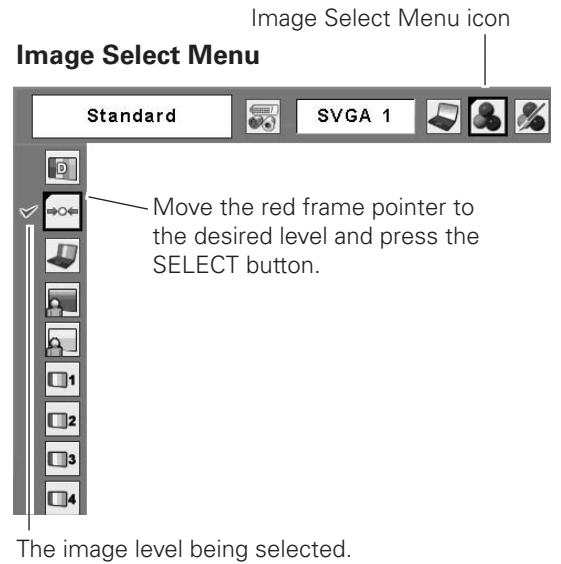 Image Select Menu icon
Image Select Menu
Standard
SVGA 1
D
Move the red frame pointer to
the desired level and press the
SELECT button.
1
2
3
4
The image level being selected.